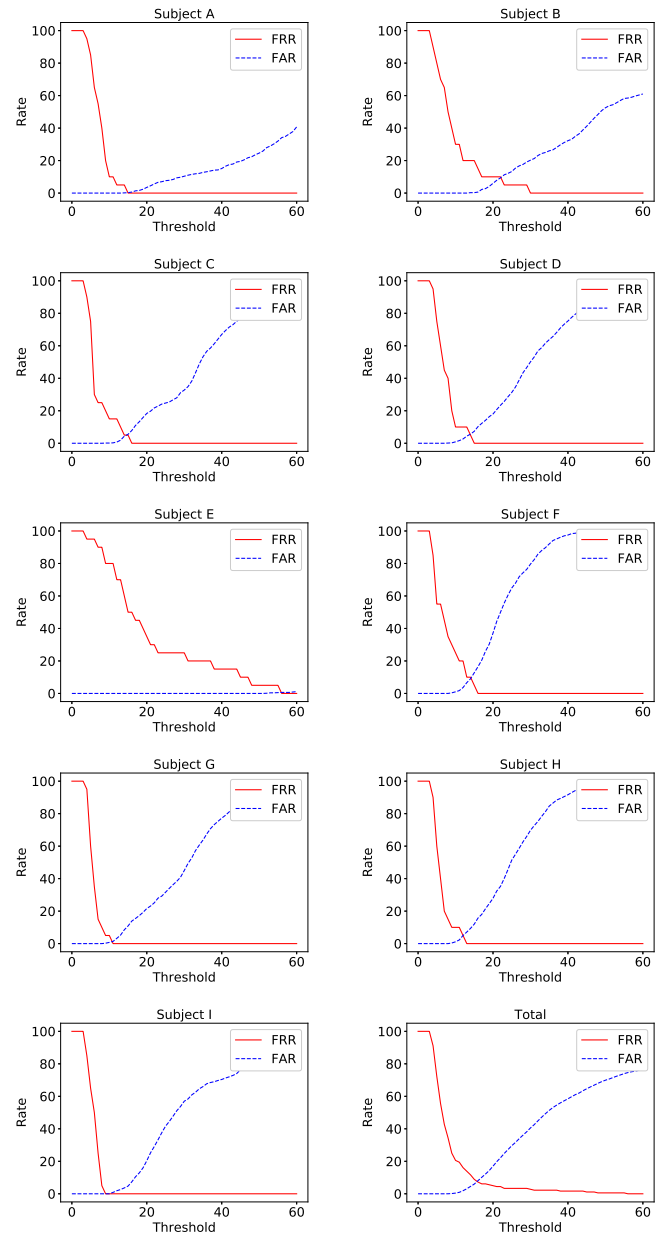 Subject A
100
80
60
40
20
0
Rate
FRR
FAR
0 20 40 60
Threshold
Subject B
100
80
60
40
20
0
Rate
FRR
FAR
0 20 40 60
Threshold
Subject C
100
80
60
40
20
0
Rate
FRR
FAR
0 20 40 60
Threshold
Subject D
100
80
60
40
20
0
Rate
FRR
FAR
0 20 40 60
Threshold
Subject E
100
80
60
40
20
0
Rate
FRR
FAR
0 20 40 60
Threshold
Subject F
100
80
60
40
20
0
Rate
FRR
FAR
0 20 40 60
Threshold
Subject G
100
80
60
40
20
0
Rate
FRR
FAR
0 20 40 60
Threshold
Subject H
100
80
60
40
20
0
Rate
FRR
FAR
0 20 40 60
Threshold
Subject I
100
80
60
40
20
0
Rate
FRR
FAR
0 20 40 60
Threshold
Total
100
80
60
40
20
0
Rate
FRR
FAR
0 20 40 60
Threshold